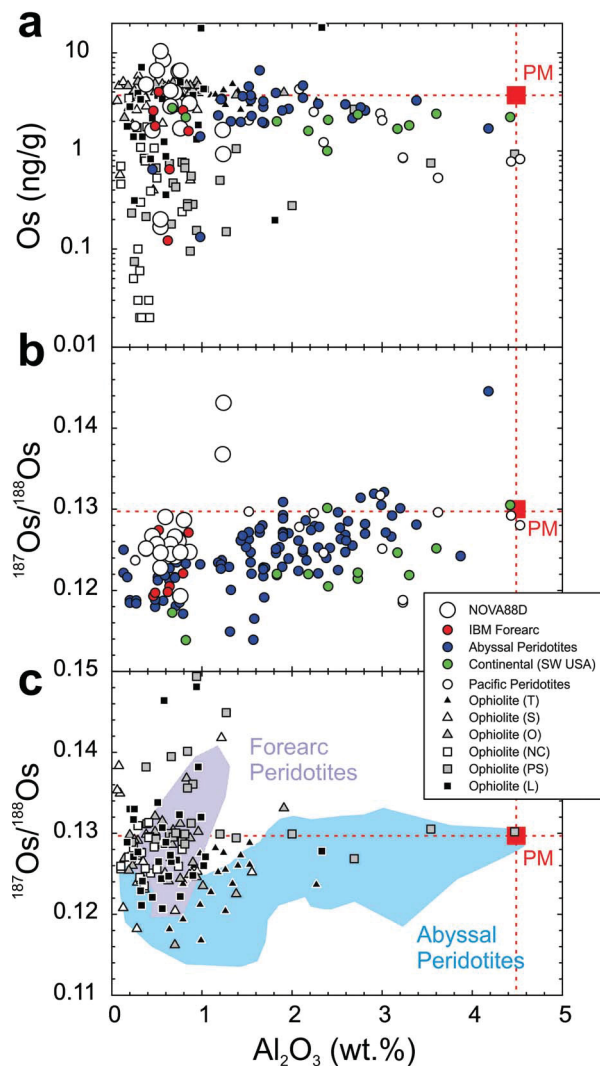 a
10
1
0.1
0.01
Os (ng/g)
PM
b
0.14
0.13
0.12
0.15
187Os/188Os
PM
NOVA88D
IBM Forearc
Abyssal Peridotites
Continental (SW USA)
Pacific Peridotites
Ophiolite (T)
Ophiolite (S)
Ophiolite (O)
Ophiolite (NC)
Ophiolite (PS)
Ophiolite (L)
c
0.14
0.13
0.12
0.11
187Os/188Os
Forearc
Peridotites
PM
Abyssal
Peridotites
0 1 2 3 4 5
Al2O3 (wt.%)